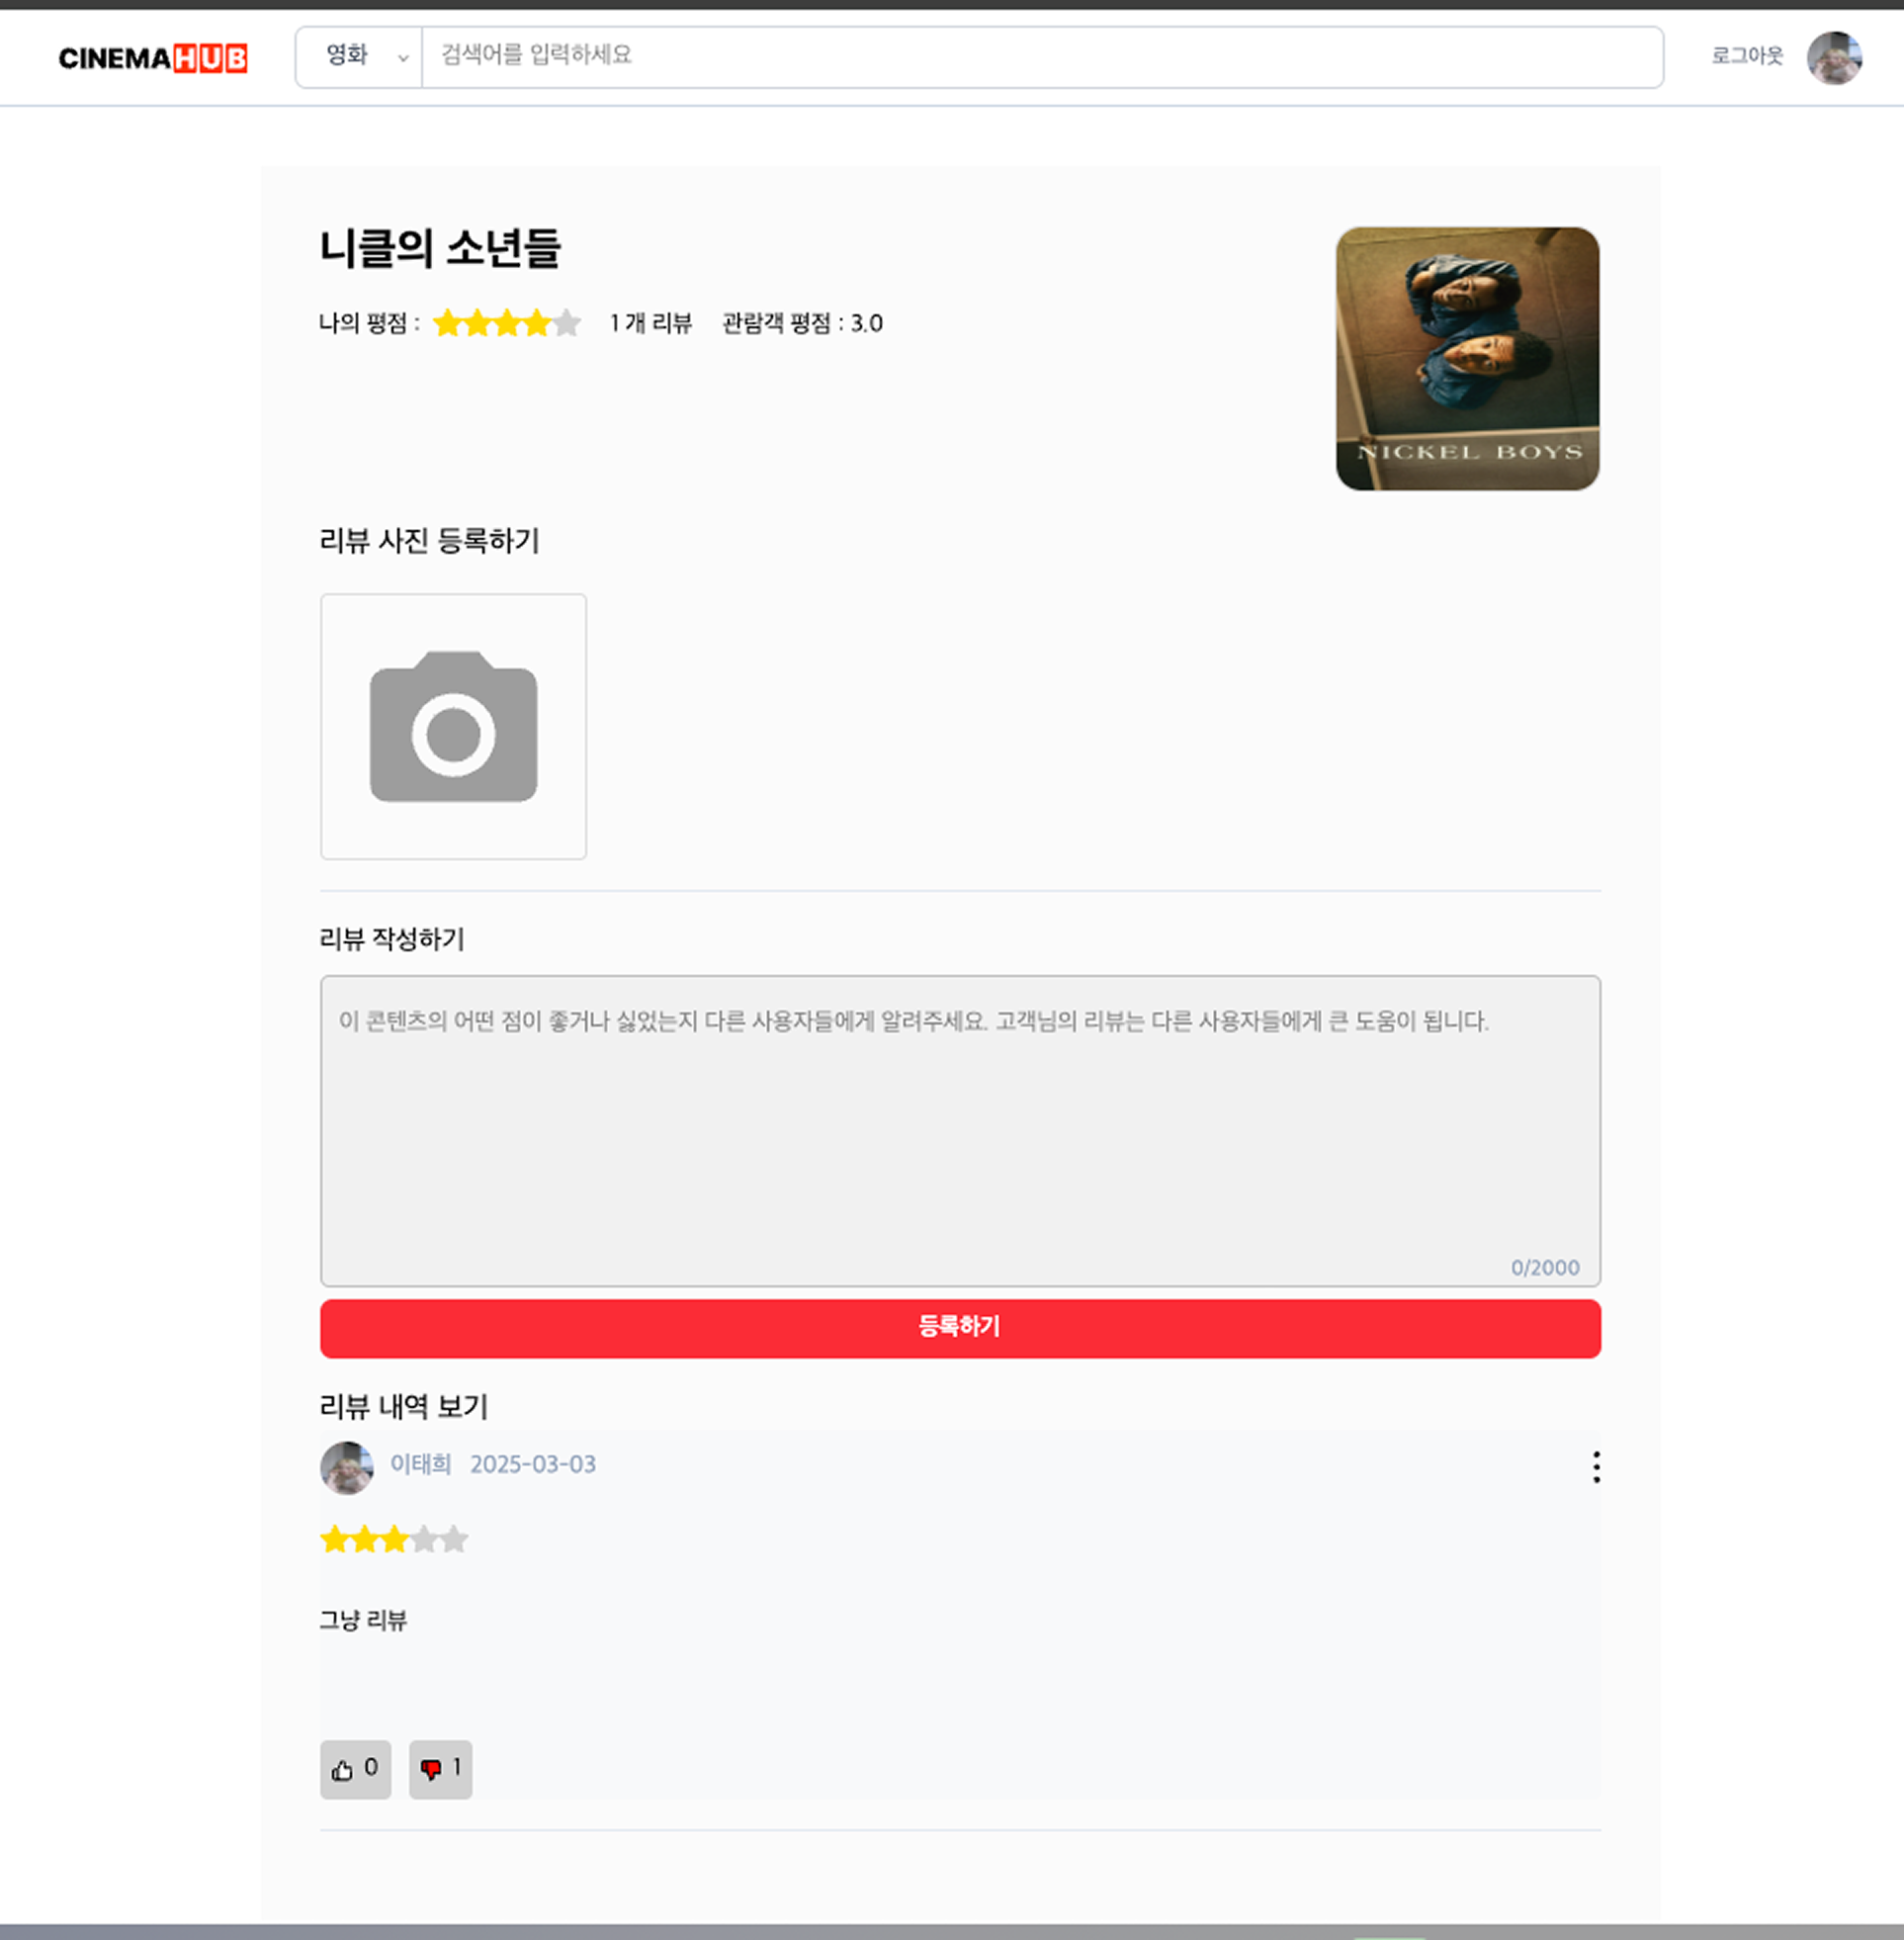 CINEMAHUB 영화 검색어를 입력하세요 로그아웃
니클의 소년들
나의 평점 : 1 개 리뷰 관람객 평점 : 3.0
NICKEL BOYS
리뷰 사진 등록하기
리뷰 작성하기
이 콘텐츠의 어떤 점이 좋거나 싫었는지 다른 사용자들에게 알려주세요. 고객님의 리뷰는 다른 사용자들에게 큰 도움이 됩니다.
0/2000
등록하기
리뷰 내역 보기
이태희 2025-03-03
그냥 리뷰
0 1